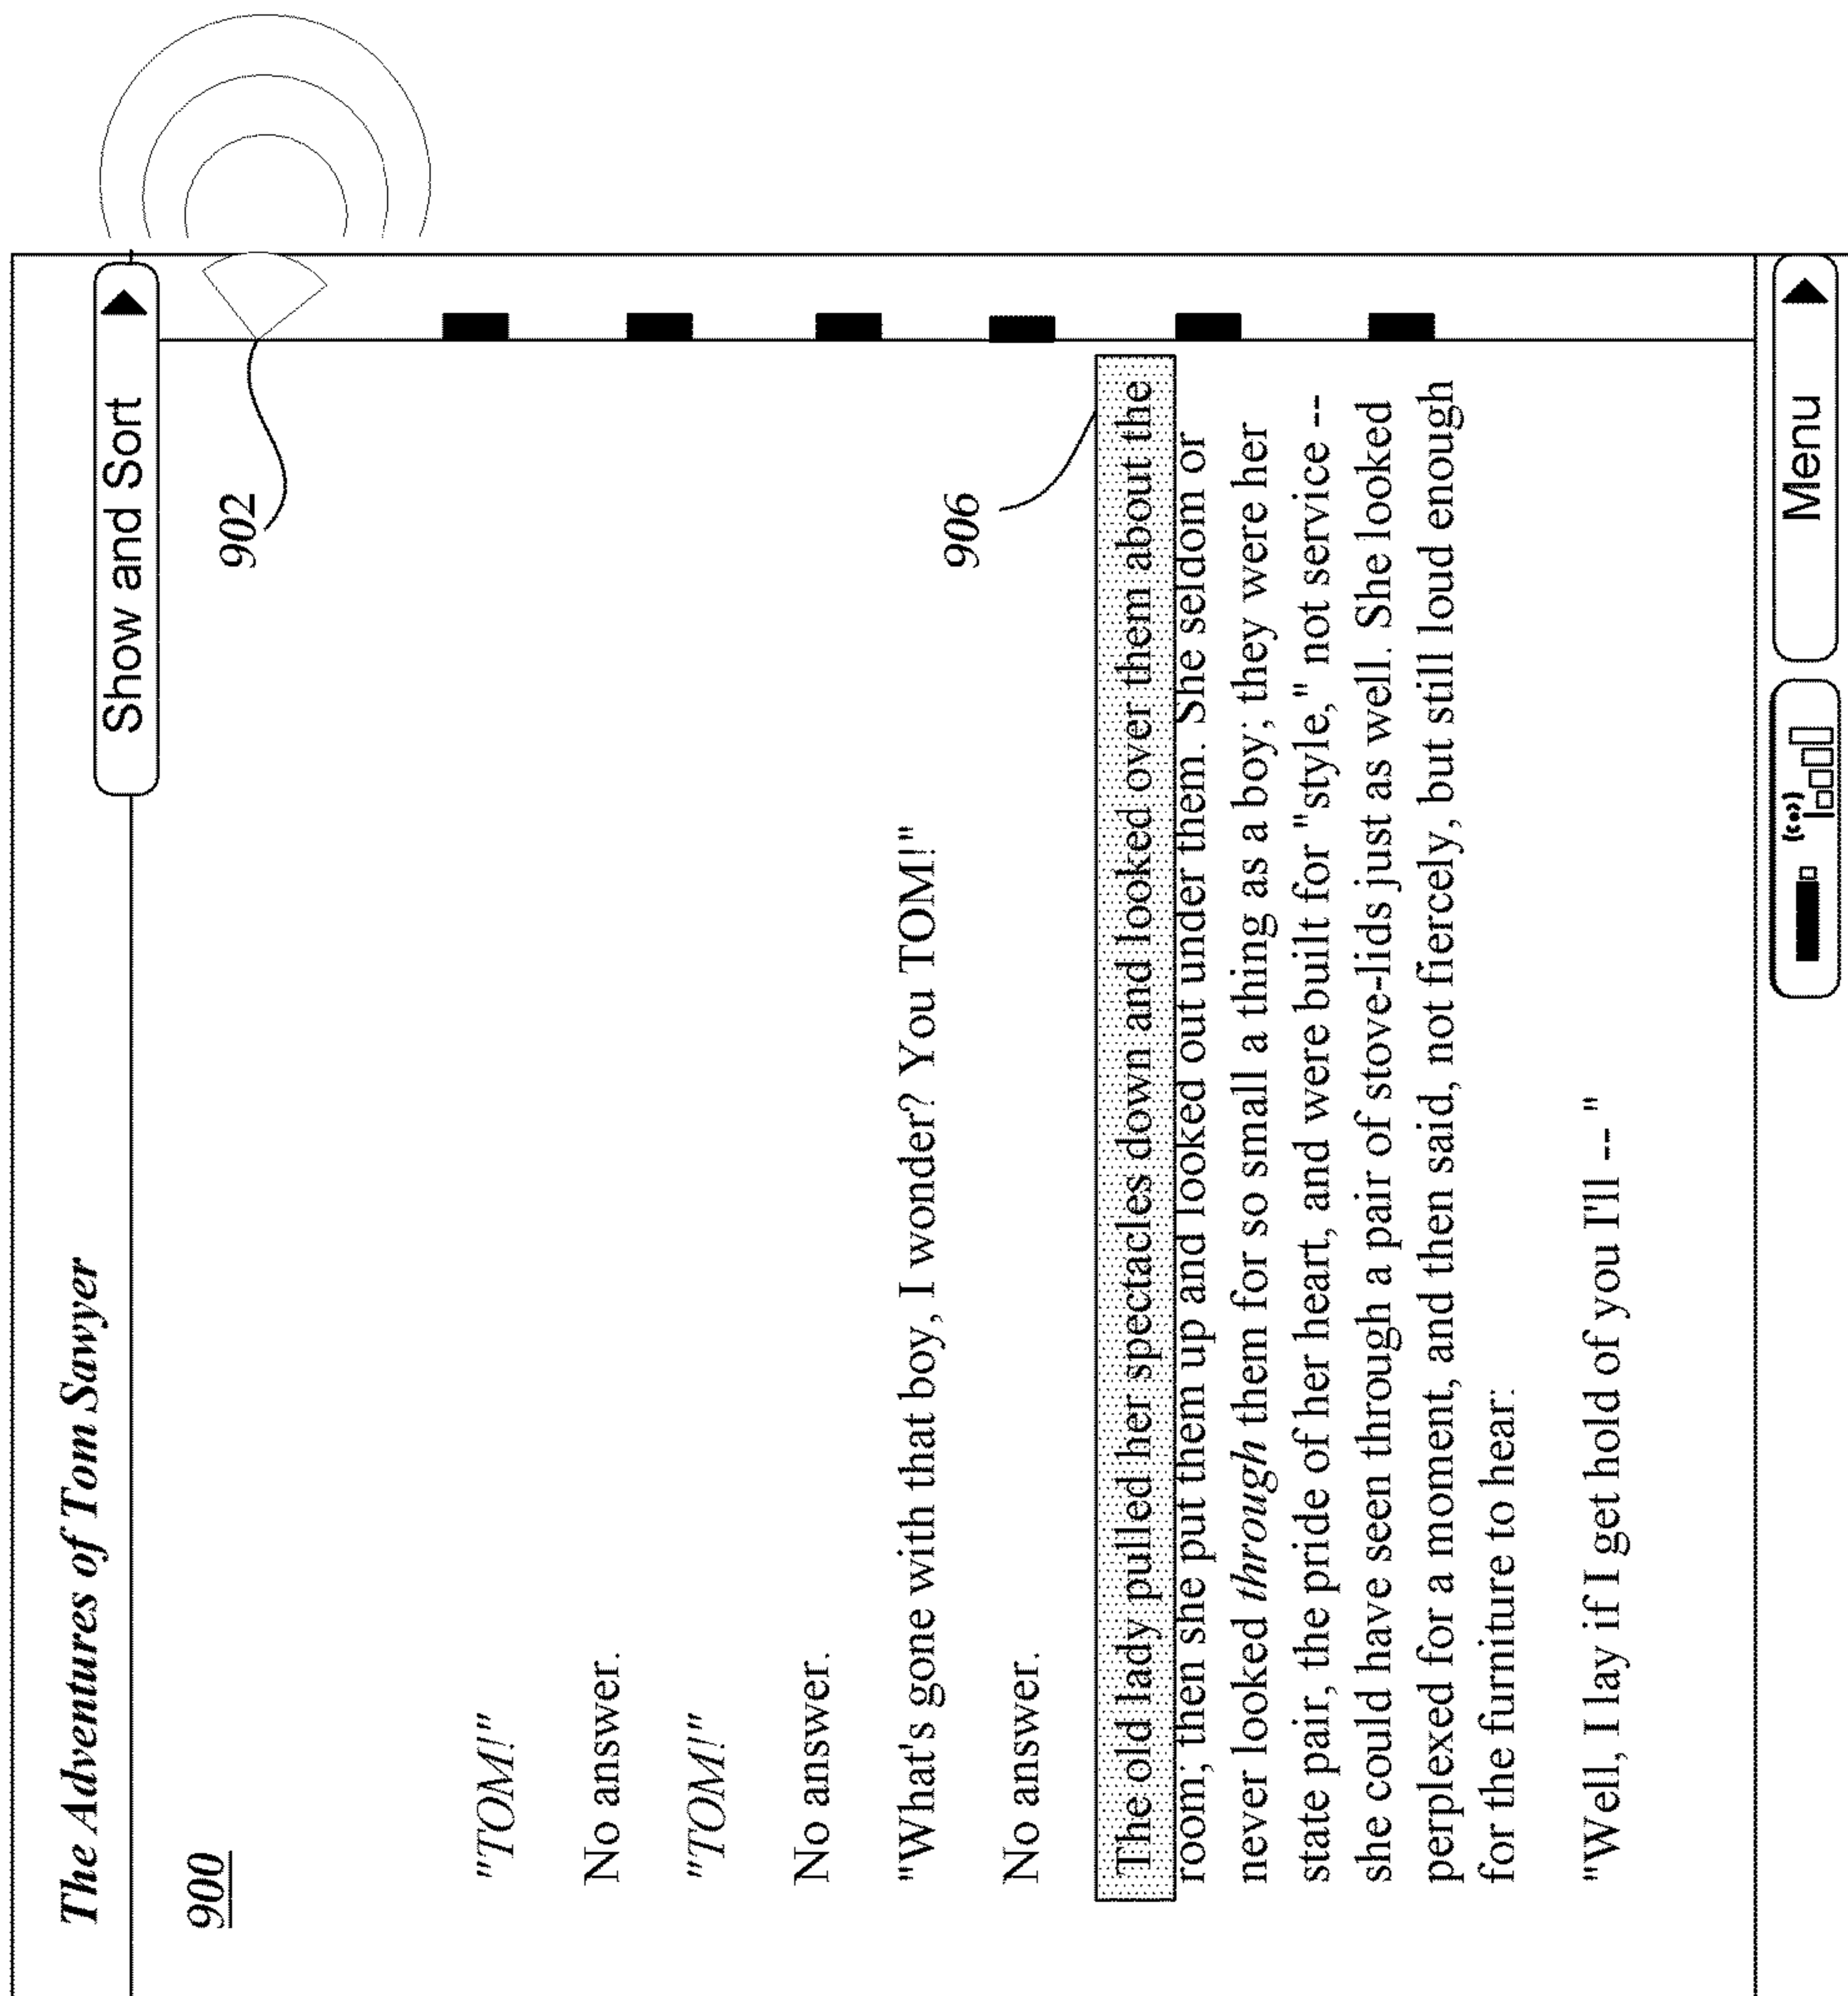 The Adventures of Tom Sawyer
Show and Sort
900
902
"TOM!"
No answer.
"TOM!"
No answer.
"What's gone with that boy, I wonder? You TOM!"
No answer.
906
The old lady pulled her spectacles down and looked over them about the
room; then she put them up and looked out under them. She seldom or
never looked through them for so small a thing as a boy; they were her
state pair, the pride of her heart, and were built for "style," not service --
she could have seen through a pair of stove-lids just as well. She looked
perplexed for a moment, and then said, not fiercely, but still loud enough
for the furniture to hear:
"Well, I lay if I get hold of you I'll -- "
Menu